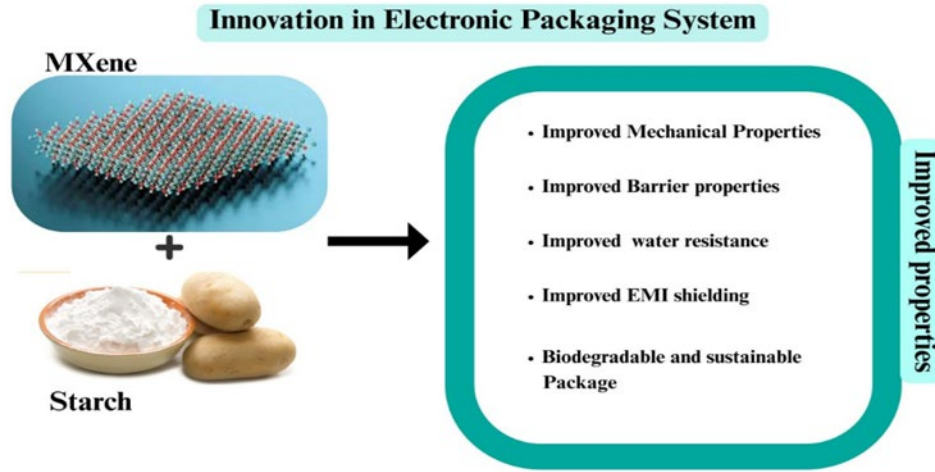 Innovation in Electronic Packaging System
MXene
+
Starch
• Improved Mechanical Properties
• Improved Barrier properties
• Improved water resistance
• Improved EMI shielding
• Biodegradable and sustainable
Package
Improved properties